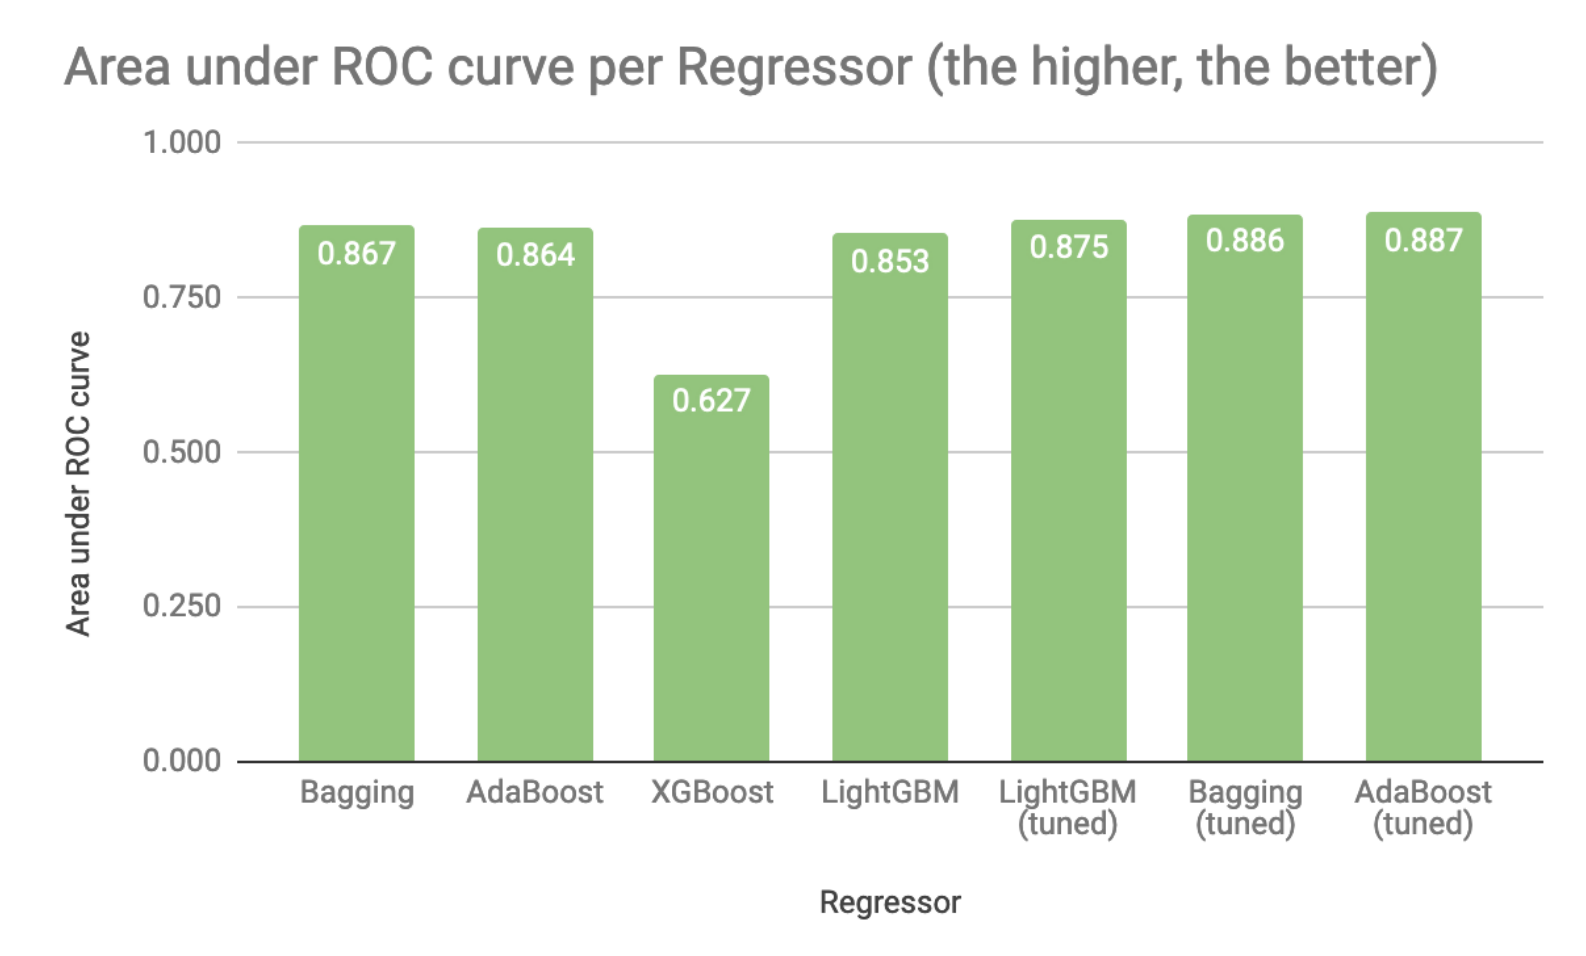 Area under ROC curve per Regressor (the higher, the better)
1.000
0.750
0.500
0.250
0.000
Area under ROC curve
0.867
0.864
0.627
0.853
0.875
0.886
0.887
Bagging
AdaBoost
XGBoost
LightGBM
LightGBM
(tuned)
Bagging
(tuned)
AdaBoost
(tuned)
Regressor